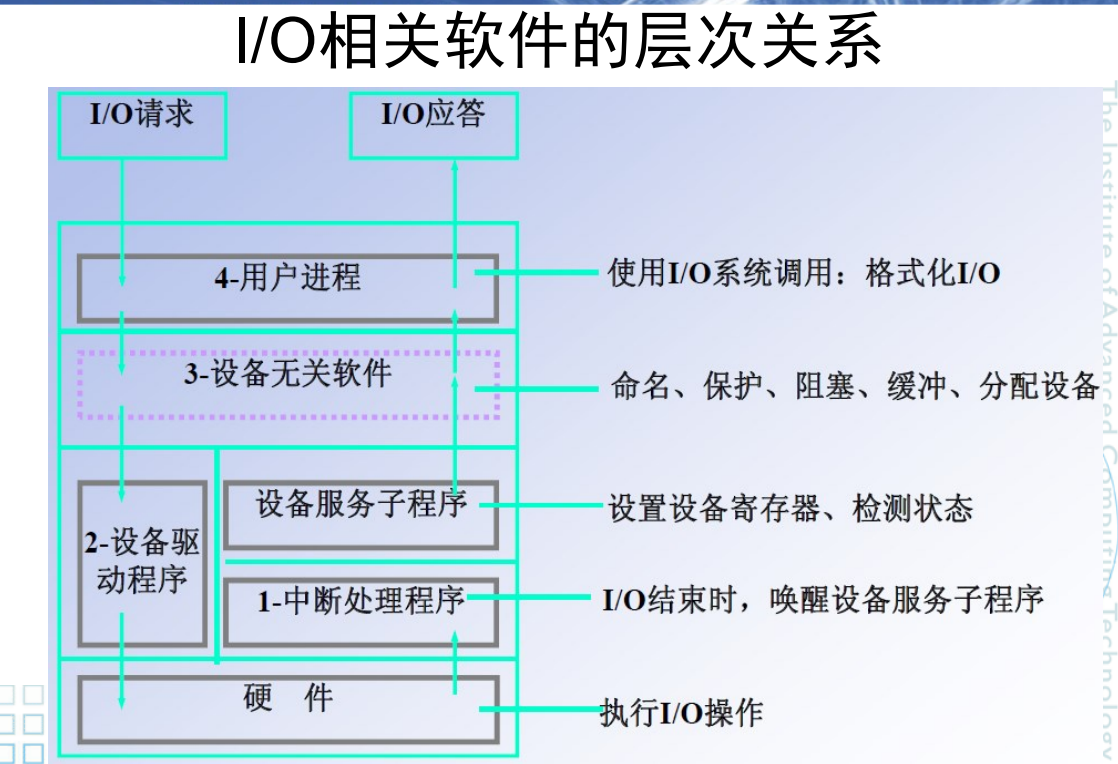 I/O相关软件的层次关系
I/O请求
I/O应答
4-用户进程
使用I/O系统调用：格式化I/O
3-设备无关软件
命名、保护、阻塞、缓冲、分配设备
设备服务子程序
设置设备寄存器、检测状态
2-设备驱
动程序
1-中断处理程序
I/O结束时，唤醒设备服务子程序
硬 件
执行I/O操作
The Institute of Advanced Computing Technology